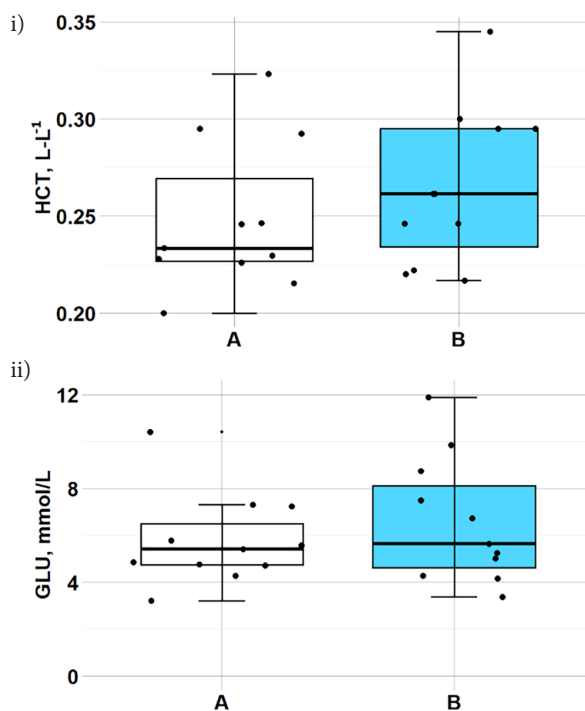 i)
0.35
0.30
0.25
0.20
HCT, L-L⁻¹
A B
ii)
12
8
4
0
GLU, mmol/L
A B